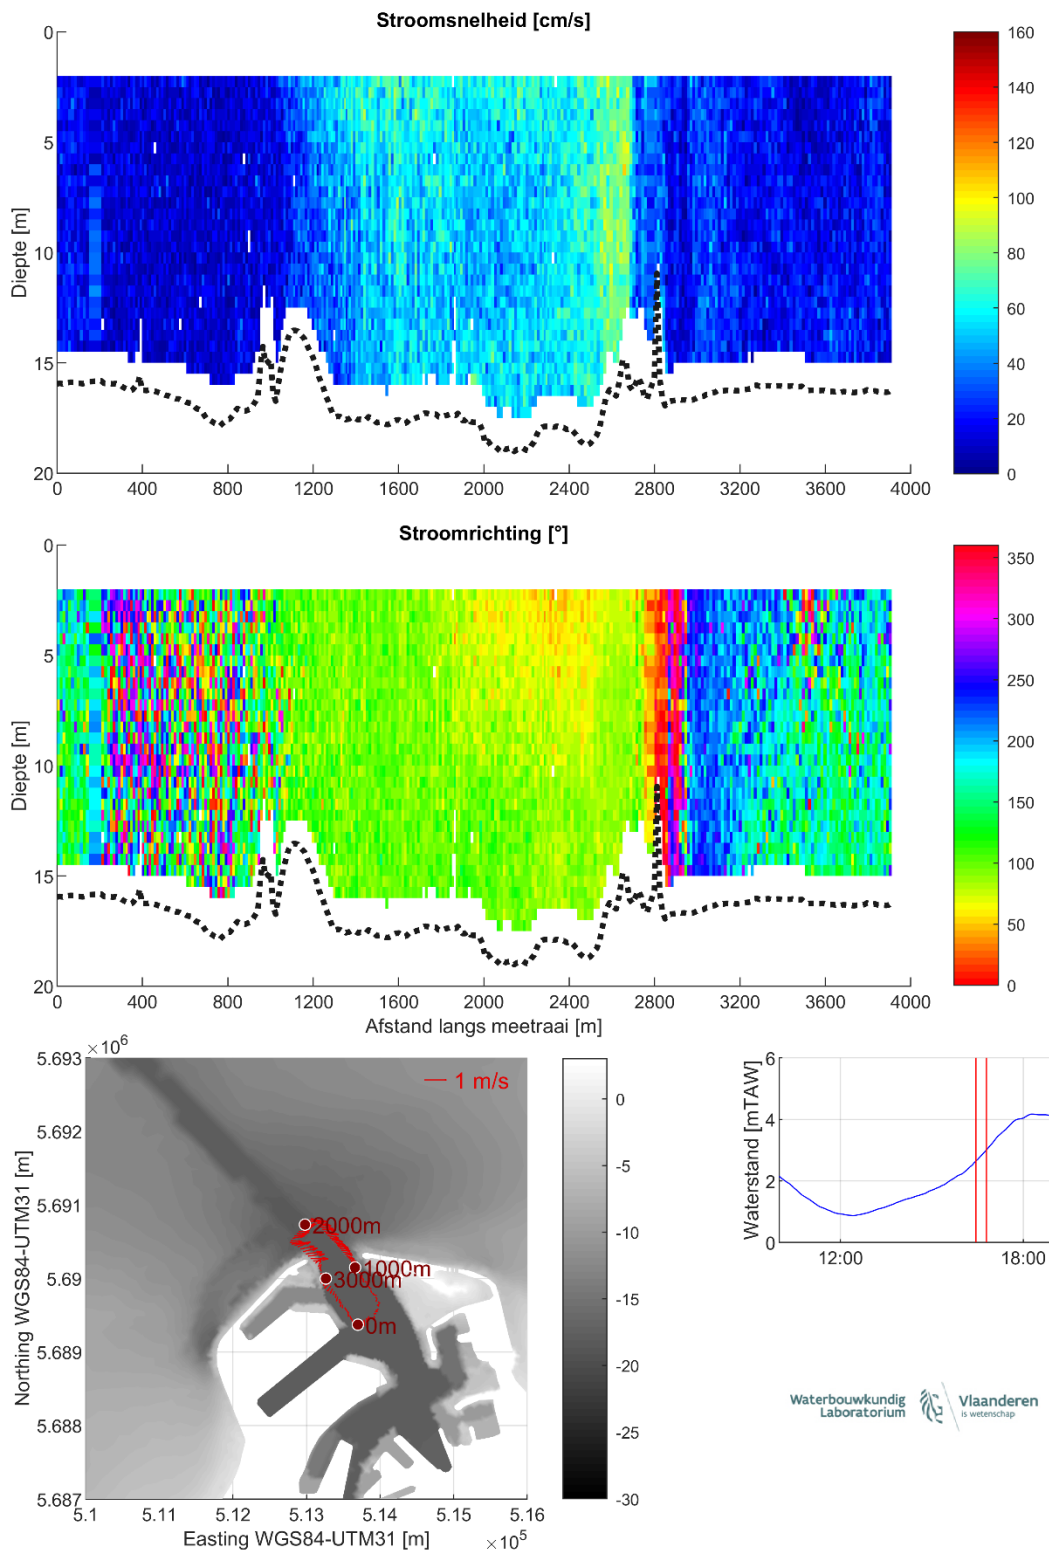 Stroomsnelheid [cm/s]
Diepte [m]
0
5
10
15
20
0 400 800 1200 1600 2000 2400 2800 3200 3600 4000
160
140
120
100
80
60
40
20
0
Stroomrichting [°]
Diepte [m]
0
5
10
15
20
0 400 800 1200 1600 2000 2400 2800 3200 3600 4000
Afstand langs meetraai [m]
350
300
250
200
150
100
50
0
×10⁶
Northing WGS84-UTM31 [m]
5.693
5.692
5.691
5.69
5.689
5.688
5.687
5.1 5.11 5.12 5.13 5.14 5.15 5.16
Easting WGS84-UTM31 [m]
×10⁵
1 m/s
2000m
1000m
3000m
0m
0
-5
-10
-15
-20
-25
-30
Waterstand [mTAW]
6
4
2
0
12:00 18:00
Waterbouwkundig
Laboratorium
Vlaanderen
is wetenschap